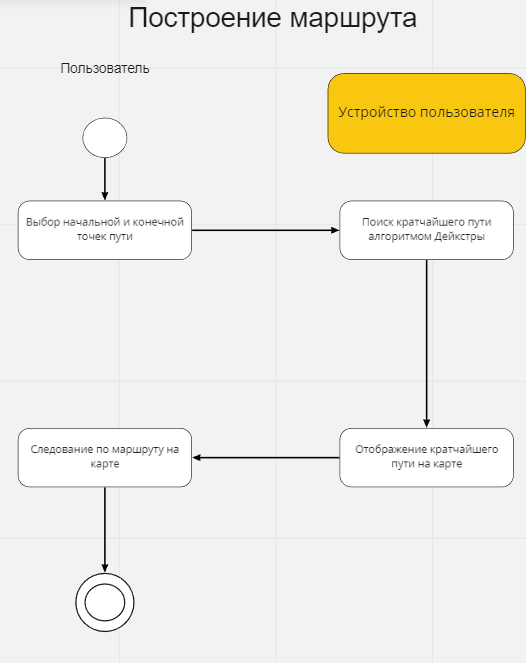 Построение маршрута
Пользователь
Устройство пользователя
Выбор начальной и конечной
точек пути
Поиск кратчайшего пути
алгоритмом Дейкстры
Следование по маршруту на
карте
Отображение кратчайшего
пути на карте